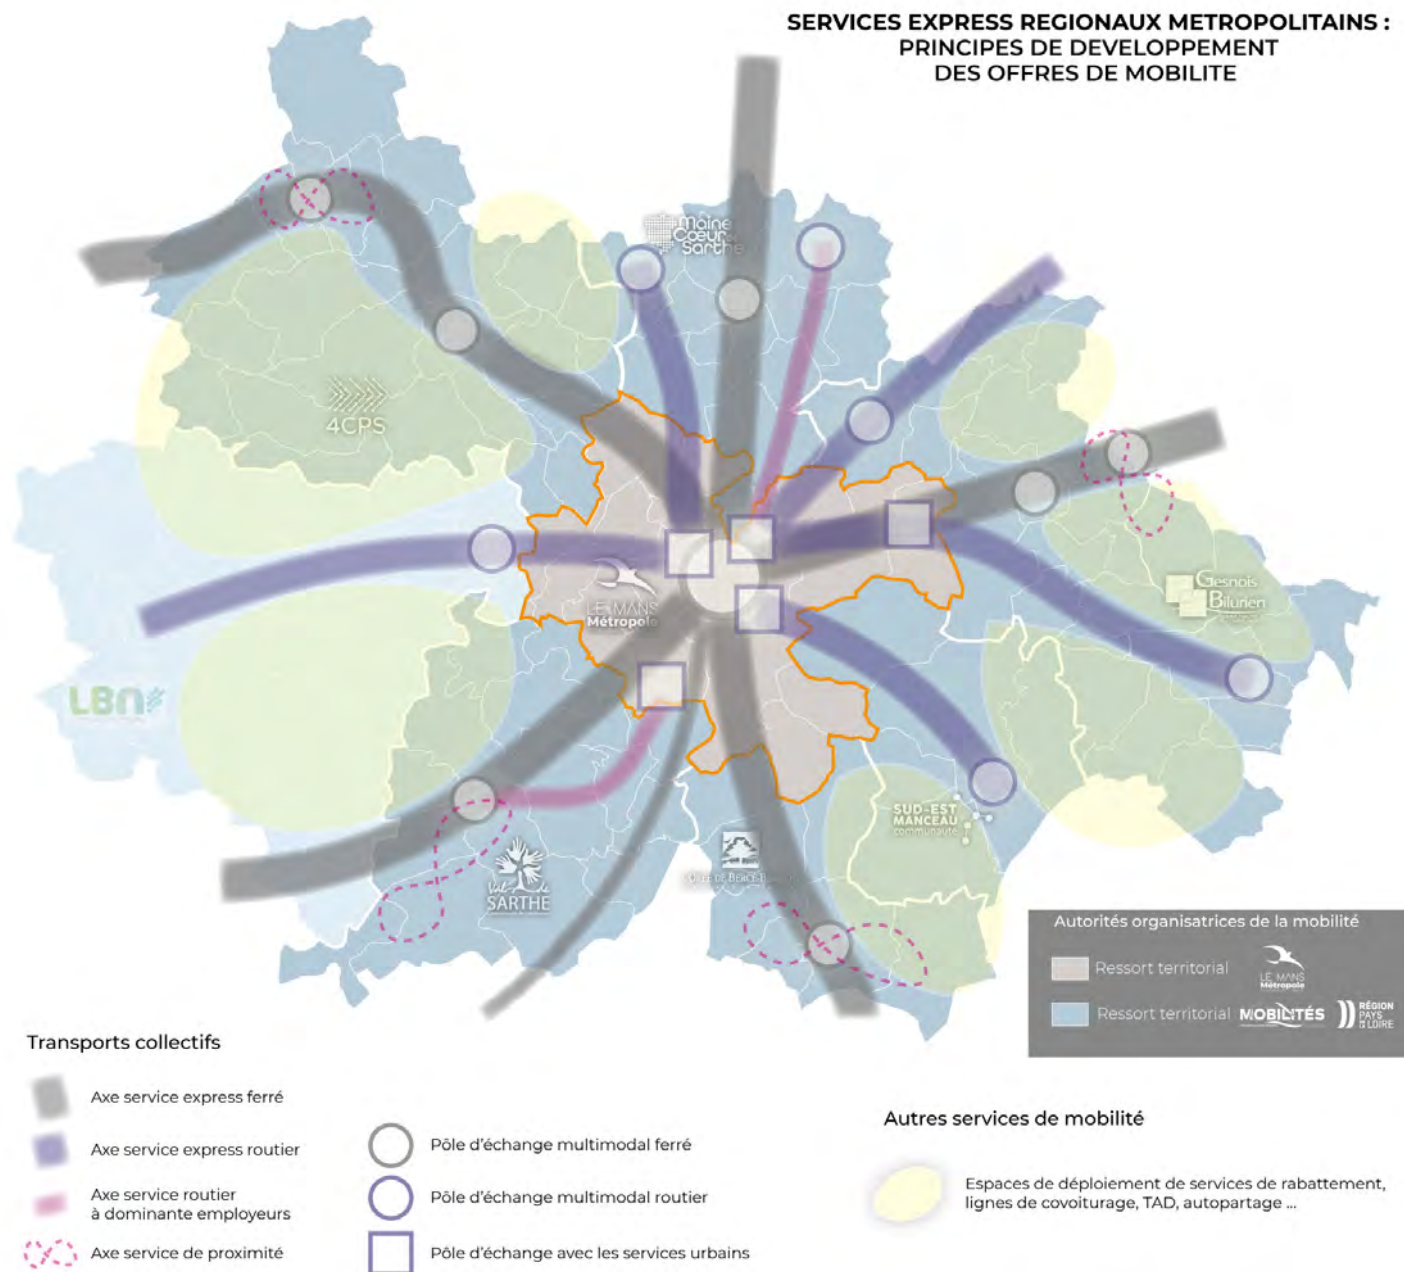 SERVICES EXPRESS REGIONAUX METROPOLITAINS :
PRINCIPES DE DEVELOPPEMENT
DES OFFRES DE MOBILITE
Maine
Cœur
Sarthe
4CPS
LE MANS
Métropole
Gesnois
Bilurien
LBN
SUD-EST
MANCEAU
communauté
Val de
SARTHE
DE BERCÉ
Autorités organisatrices de la mobilité
Ressort territorial
LE MANS
Métropole
Ressort territorial
MOBILITÉS
RÉGION
PAYS
DE LA LOIRE
Transports collectifs
Axe service express ferré
Axe service express routier
Axe service routier
à dominante employeurs
Axe service de proximité
Pôle d'échange multimodal ferré
Pôle d'échange multimodal routier
Pôle d'échange avec les services urbains
Autres services de mobilité
Espaces de déploiement de services de rabattement,
lignes de covoiturage, TAD, autopartage ...